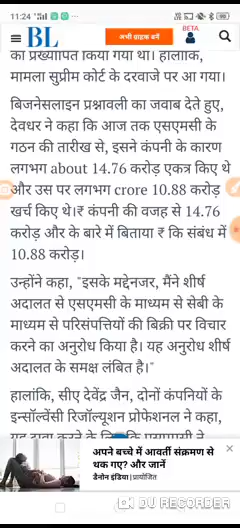 11:24
BL
अभी ग्राहक बनें
BETA
का प्रख्यापित किया गया था। हालांकि,
मामला सुप्रीम कोर्ट के दरवाजे पर आ गया।
बिजनेसलाइन प्रश्नावली का जवाब देते हुए,
देवधर ने कहा कि आज तक एसएमसी के
गठन की तारीख से, इसने कंपनी के कारण
लगभग about 14.76 करोड़ एकत्र किए थे
और उस पर लगभग crore 10.88 करोड़
खर्च किए थे।₹ कंपनी की वजह से 14.76
करोड़ और के बारे में बिताया ₹ कि संबंध में
10.88 करोड़।
उन्होंने कहा, "इसके मद्देनजर, मैंने शीर्ष
अदालत से एसएमसी के माध्यम से सेबी के
माध्यम से परिसंपत्तियों की बिक्री पर विचार
करने का अनुरोध किया है। यह अनुरोध शीर्ष
अदालत के समक्ष लंबित है।"
हालांकि, सीए देवेंद्र जैन, दोनों कंपनियों के
इन्सॉल्वेंसी रिजॉल्यूशन प्रोफेशनल ने कहा,
अपने बच्चे में आवर्ती संक्रमण से
थक गए? और जानें
डैनोन इंडिया | प्रायोजित
DU RECORDER